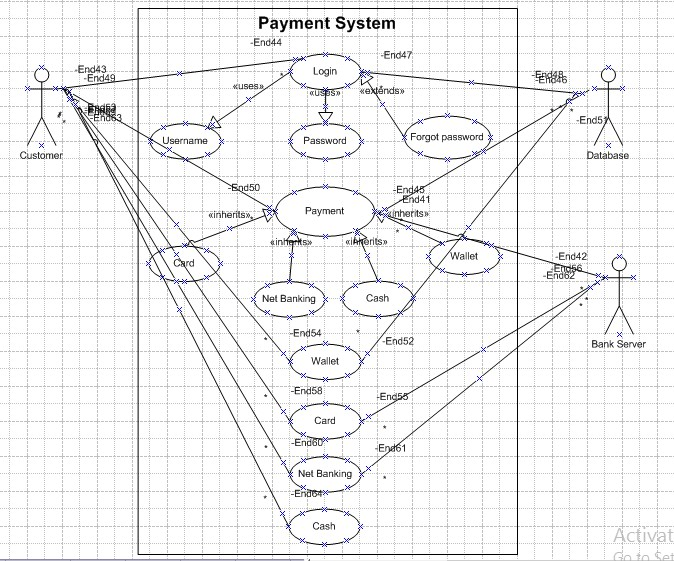 Payment System
-End44
-End47
-End43
-End49
Login
-End48
-End46
«uses»
«uses»
«extends»
-End63
-End51
Username
Password
Forgot password
Customer
Database
-End50
-End45
-End41
«inherits»
Payment
«inherits»
«inherits»
«inherits»
Card
Wallet
-End42
-End56
-End62
Net Banking
Cash
-End54
-End52
Bank Server
Wallet
-End58
-End55
Card
-End60
-End61
Net Banking
-End64
Cash
Activat
Go to Set